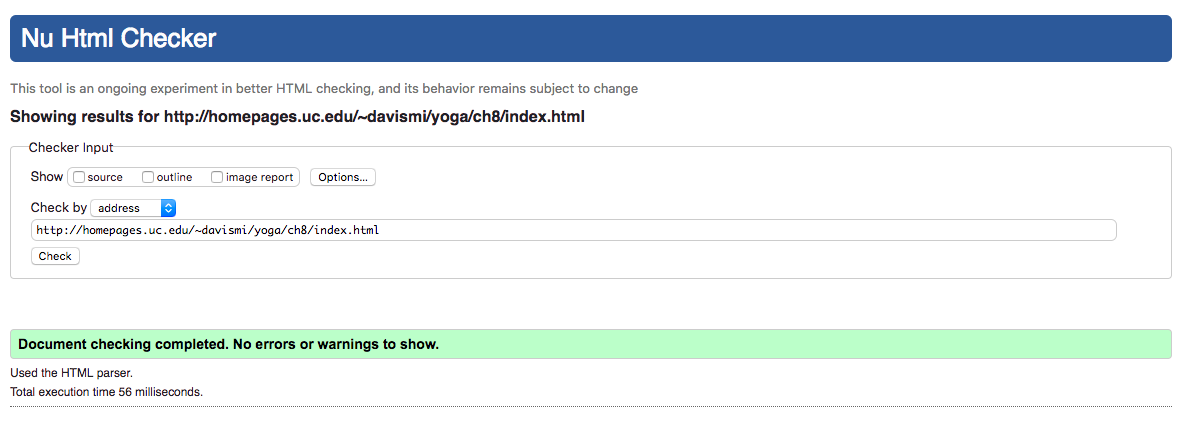 Nu Html Checker
This tool is an ongoing experiment in better HTML checking, and its behavior remains subject to change
Showing results for http://homepages.uc.edu/~davismi/yoga/ch8/index.html
Checker Input
Show source outline image report Options...
Check by address
http://homepages.uc.edu/~davismi/yoga/ch8/index.html
Check
Document checking completed. No errors or warnings to show.
Used the HTML parser.
Total execution time 56 milliseconds.